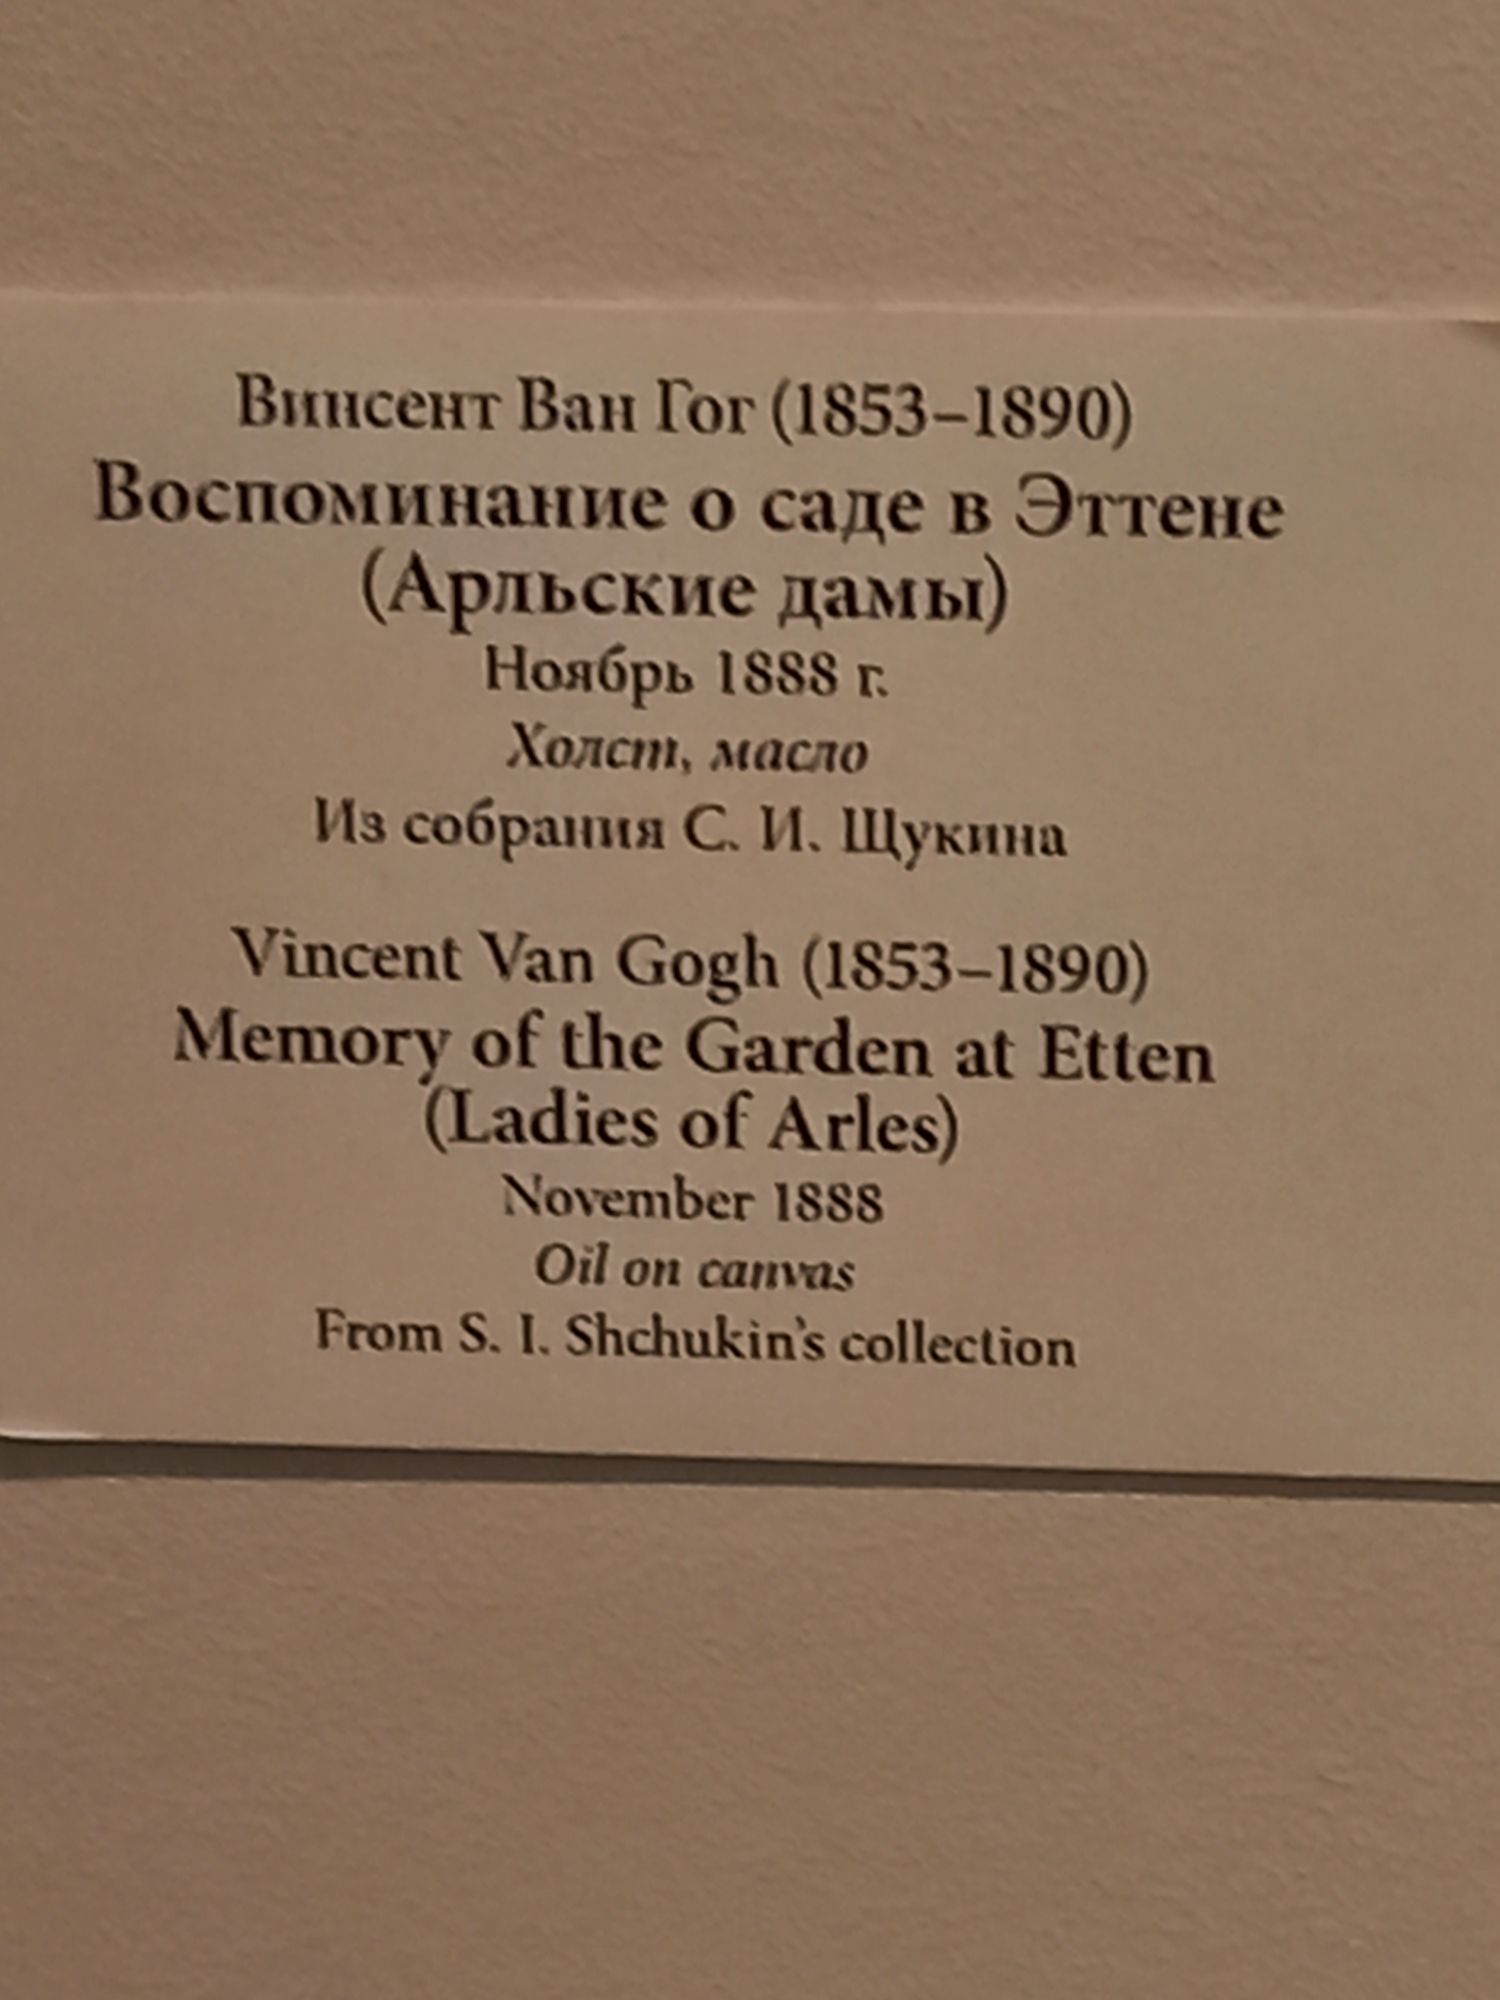 Винсент Ван Гог (1853–1890)
Воспоминание о саде в Эттене
(Арльские дамы)
Ноябрь 1888 г.
Холст, масло
Из собрания С. И. Щукина
Vincent Van Gogh (1853–1890)
Memory of the Garden at Etten
(Ladies of Arles)
November 1888
Oil on canvas
From S. I. Shchukin's collection